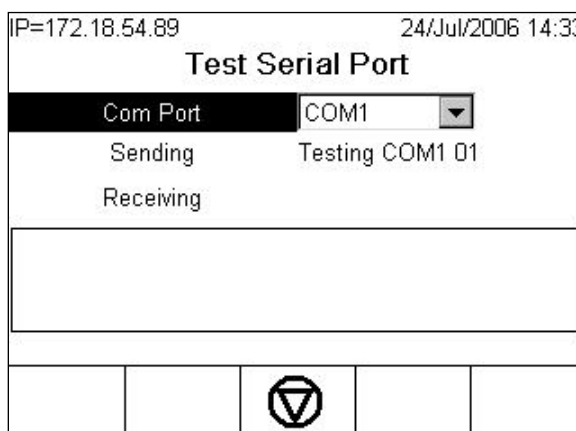 IP=172.18.54.89 24/Jul/2006 14:33
Test Serial Port
Com Port COM1
Sending Testing COM1 01
Receiving